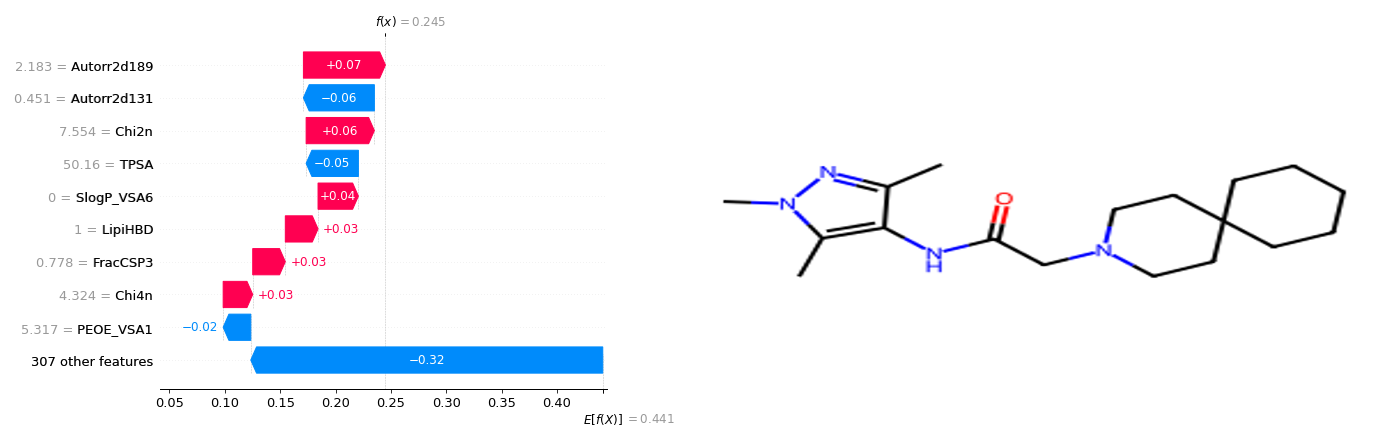 f(x) = 0.245
2.183 = Autorr2d189 +0.07
0.451 = Autorr2d131 −0.06
7.554 = Chi2n +0.06
50.16 = TPSA −0.05
0 = SlogP_VSA6 +0.04
1 = LipiHBD +0.03
0.778 = FracCSP3 +0.03
4.324 = Chi4n +0.03
5.317 = PEOE_VSA1 −0.02
307 other features −0.32
0.05 0.10 0.15 0.20 0.25 0.30 0.35 0.40
E[f(X)] = 0.441
N
N
N
H
O
N